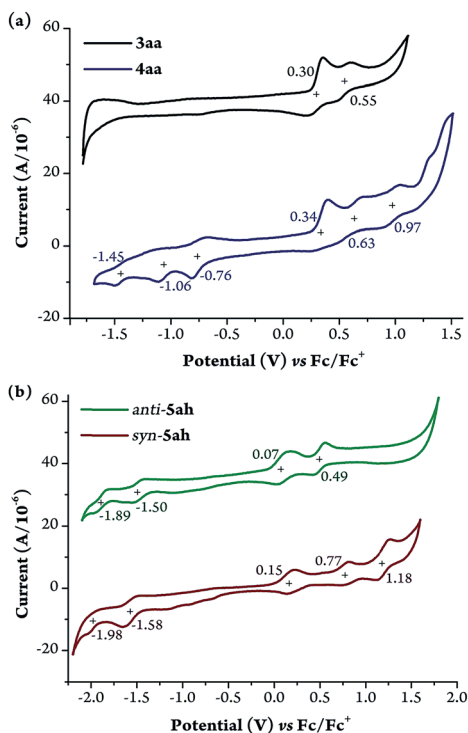 (a)
60
40
20
0
-20
Current (A/10⁻⁶)
3aa
4aa
0.30
0.55
0.34
0.63
0.97
-1.45
-1.06
-0.76
-1.5 -1.0 -0.5 0.0 0.5 1.0 1.5
Potential (V) vs Fc/Fc⁺
(b)
60
40
20
0
-20
Current (A/10⁻⁶)
anti-5ah
syn-5ah
0.07
0.49
-1.89
-1.50
0.15
0.77
1.18
-1.98
-1.58
-2.0 -1.5 -1.0 -0.5 0.0 0.5 1.0 1.5 2.0
Potential (V) vs Fc/Fc⁺